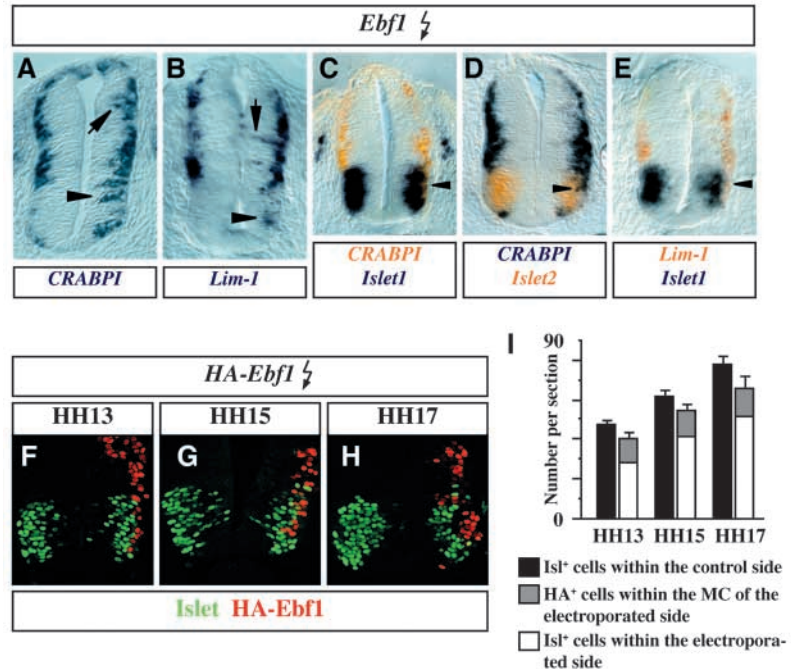 Ebf1
A B C D E
CRABPI
Lim-1
CRABPI
Islet1
CRABPI
Islet2
Lim-1
Islet1
HA-Ebf1
HH13 HH15 HH17
F G H
Islet HA-Ebf1
I
90
Number per section
0
HH13 HH15 HH17
Isl+ cells within the control side
HA+ cells within the MC of the
electroporated side
Isl+ cells within the electropora-
ted side